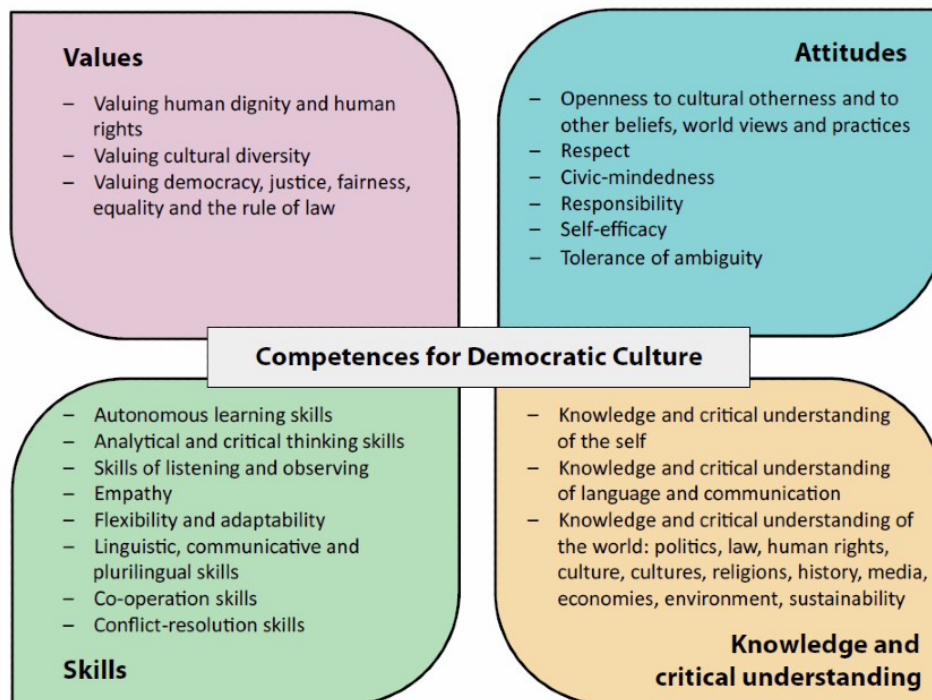 Values
– Valuing human dignity and human
rights
– Valuing cultural diversity
– Valuing democracy, justice, fairness,
equality and the rule of law
Attitudes
– Openness to cultural otherness and to
other beliefs, world views and practices
– Respect
– Civic-mindedness
– Responsibility
– Self-efficacy
– Tolerance of ambiguity
Competences for Democratic Culture
– Autonomous learning skills
– Analytical and critical thinking skills
– Skills of listening and observing
– Empathy
– Flexibility and adaptability
– Linguistic, communicative and
plurilingual skills
– Co-operation skills
– Conflict-resolution skills
Skills
– Knowledge and critical understanding
of the self
– Knowledge and critical understanding
of language and communication
– Knowledge and critical understanding of
the world: politics, law, human rights,
culture, cultures, religions, history, media,
economies, environment, sustainability
Knowledge and
critical understanding